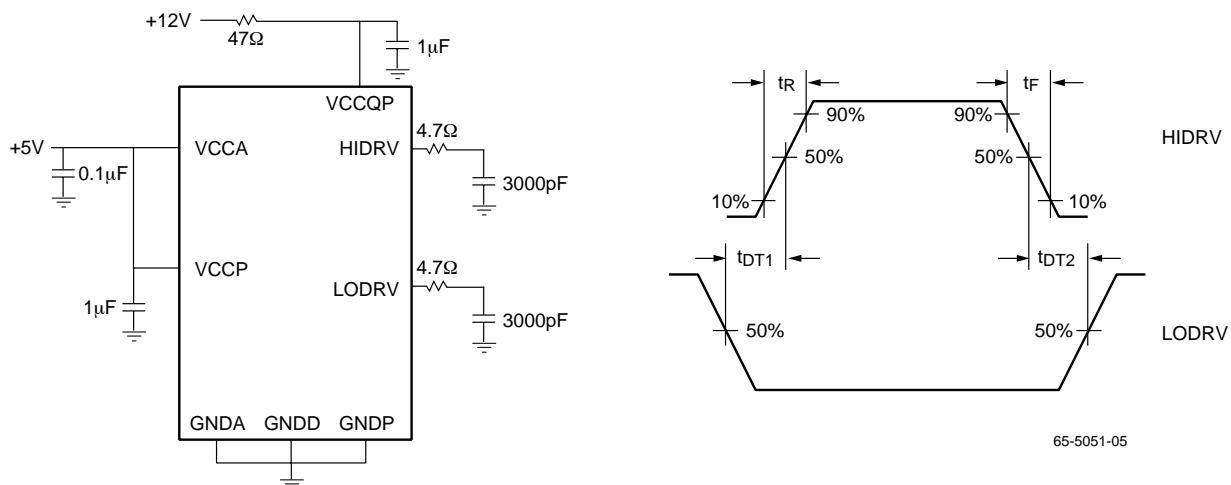 +12V
47Ω
1μF
VCCQP
+5V
0.1μF
VCCA
HIDRV
4.7Ω
3000pF
VCCP
1μF
LODRV
4.7Ω
3000pF
GNDA GNDD GNDP
tR
tF
90%
90%
HIDRV
50%
50%
10%
10%
tDT1
tDT2
50%
50%
LODRV
65-5051-05